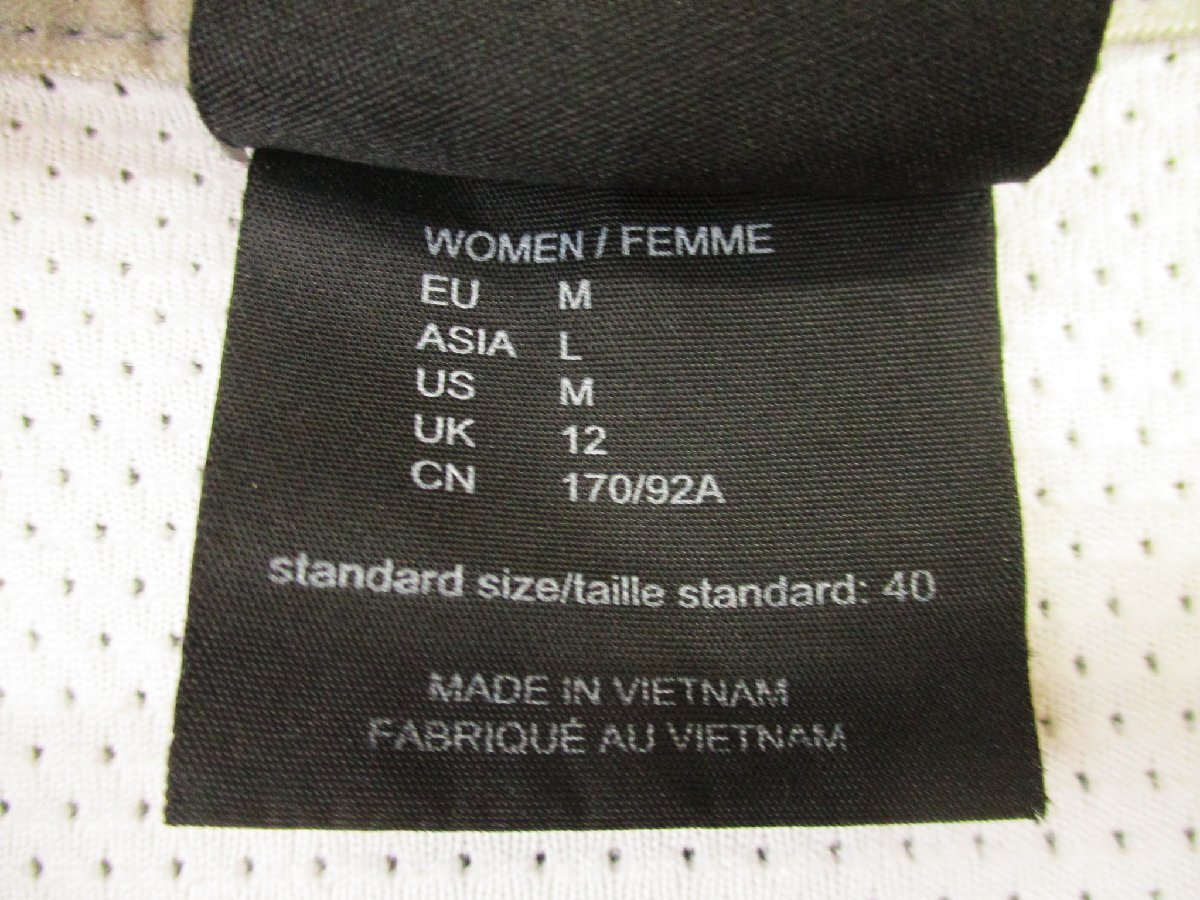 WOMEN / FEMME
EU M
ASIA L
US M
UK 12
CN 170/92A
standard size/taille standard: 40
MADE IN VIETNAM
FABRIQUÉ AU VIETNAM